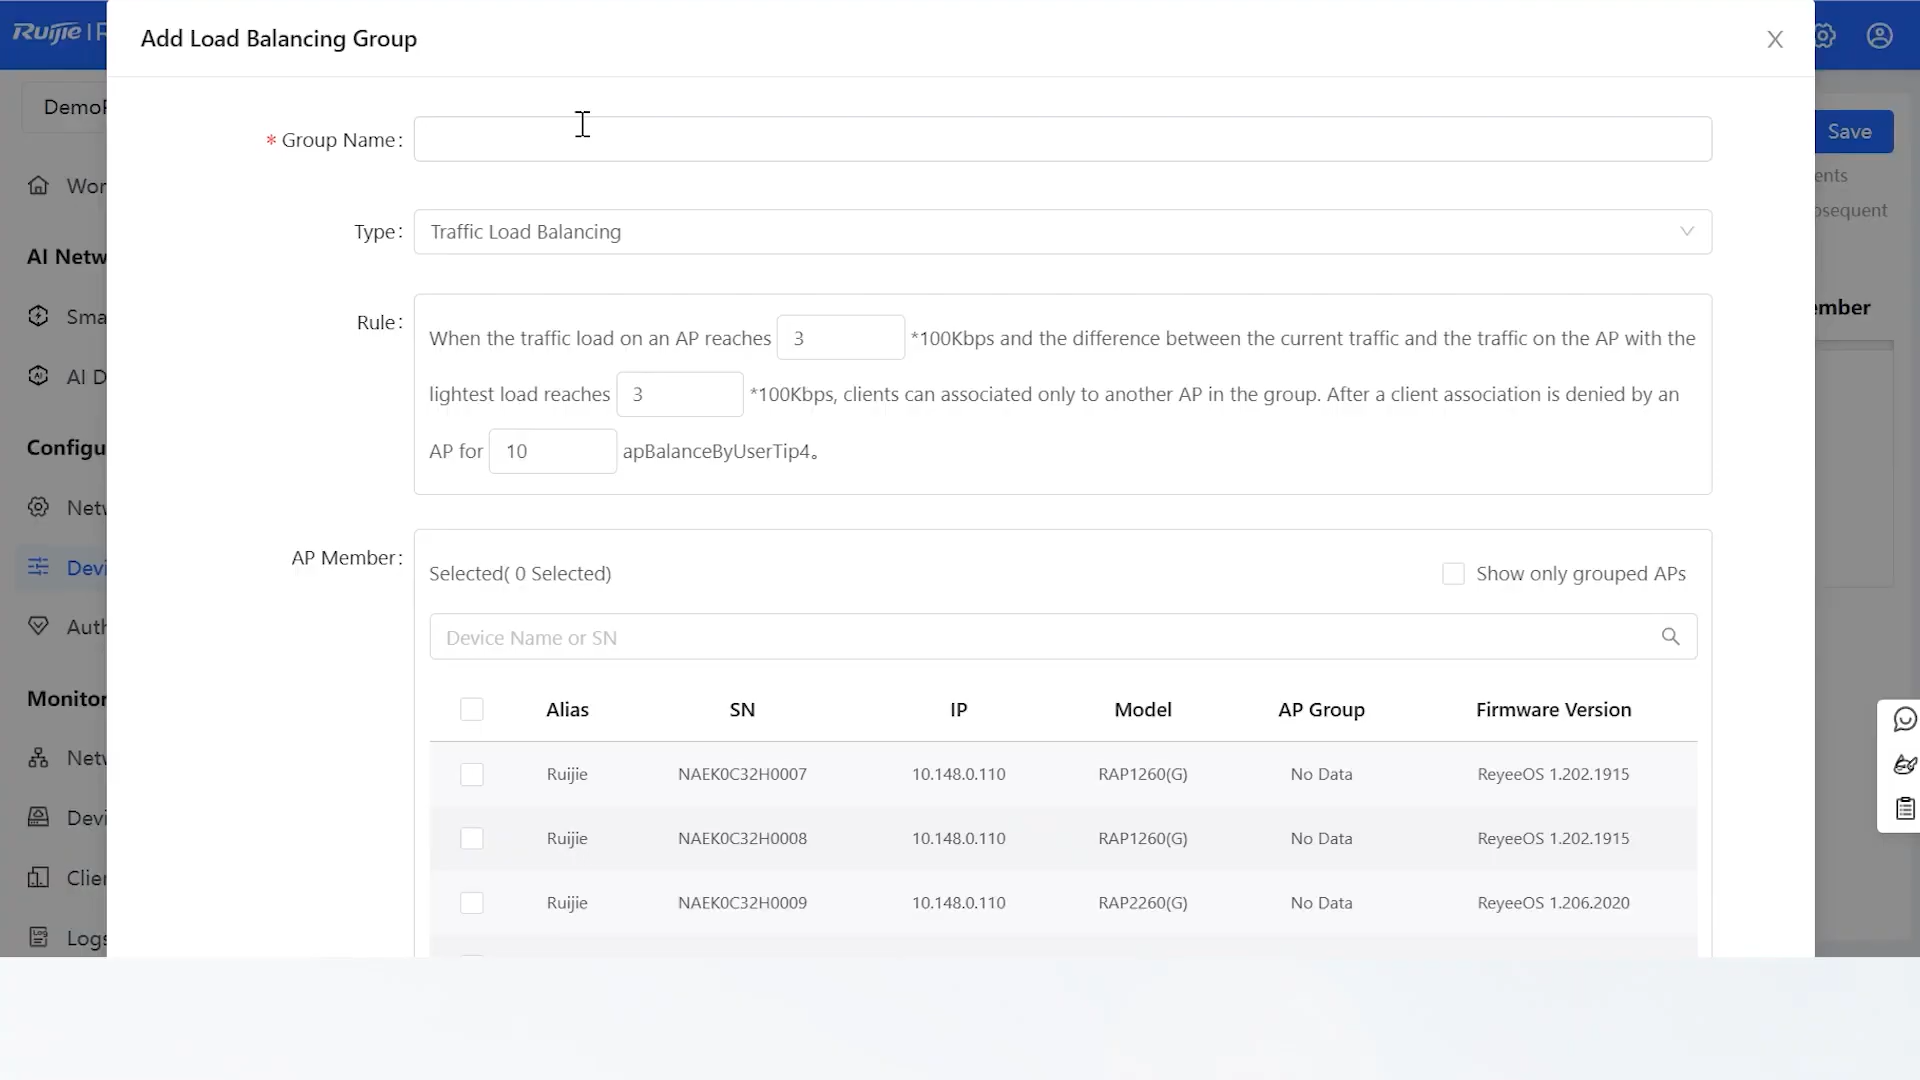 Ruijie | R
Add Load Balancing Group
X
DemoP
* Group Name:
Save
Wor
ents
Type: Traffic Load Balancing
bsequent
AI Netw
Sma
Rule:
When the traffic load on an AP reaches 3 *100Kbps and the difference between the current traffic and the traffic on the AP with the
lightest load reaches 3 *100Kbps, clients can associated only to another AP in the group. After a client association is denied by an
AP for 10 apBalanceByUserTip4。
ember
AI D
Configu
Netw
AP Member:
Selected( 0 Selected)
Show only grouped APs
Devi
Auth
Device Name or SN
Monitor
Alias SN IP Model AP Group Firmware Version
Ruijie NAEK0C32H0007 10.148.0.110 RAP1260(G) No Data ReyeeOS 1.202.1915
Netw
Ruijie NAEK0C32H0008 10.148.0.110 RAP1260(G) No Data ReyeeOS 1.202.1915
Devi
Clien
Ruijie NAEK0C32H0009 10.148.0.110 RAP2260(G) No Data ReyeeOS 1.206.2020
Logs